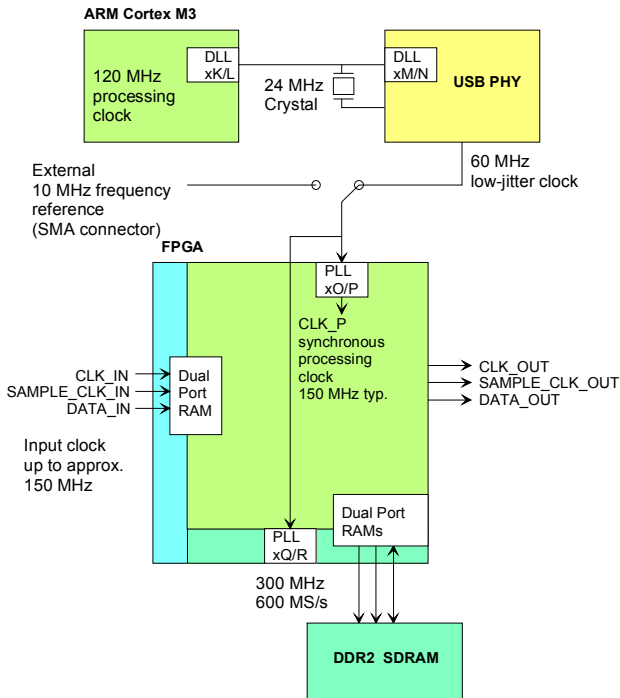 ARM Cortex M3
DLL
xK/L
120 MHz
processing
clock
24 MHz
Crystal
DLL
xM/N
USB PHY
60 MHz
low-jitter clock
External
10 MHz frequency
reference
(SMA connector)
FPGA
PLL
xO/P
CLK_P
synchronous
processing
clock
150 MHz typ.
CLK_IN
SAMPLE_CLK_IN
DATA_IN
Dual
Port
RAM
CLK_OUT
SAMPLE_CLK_OUT
DATA_OUT
Input clock
up to approx.
150 MHz
Dual Port
RAMs
PLL
xQ/R
300 MHz
600 MS/s
DDR2 SDRAM